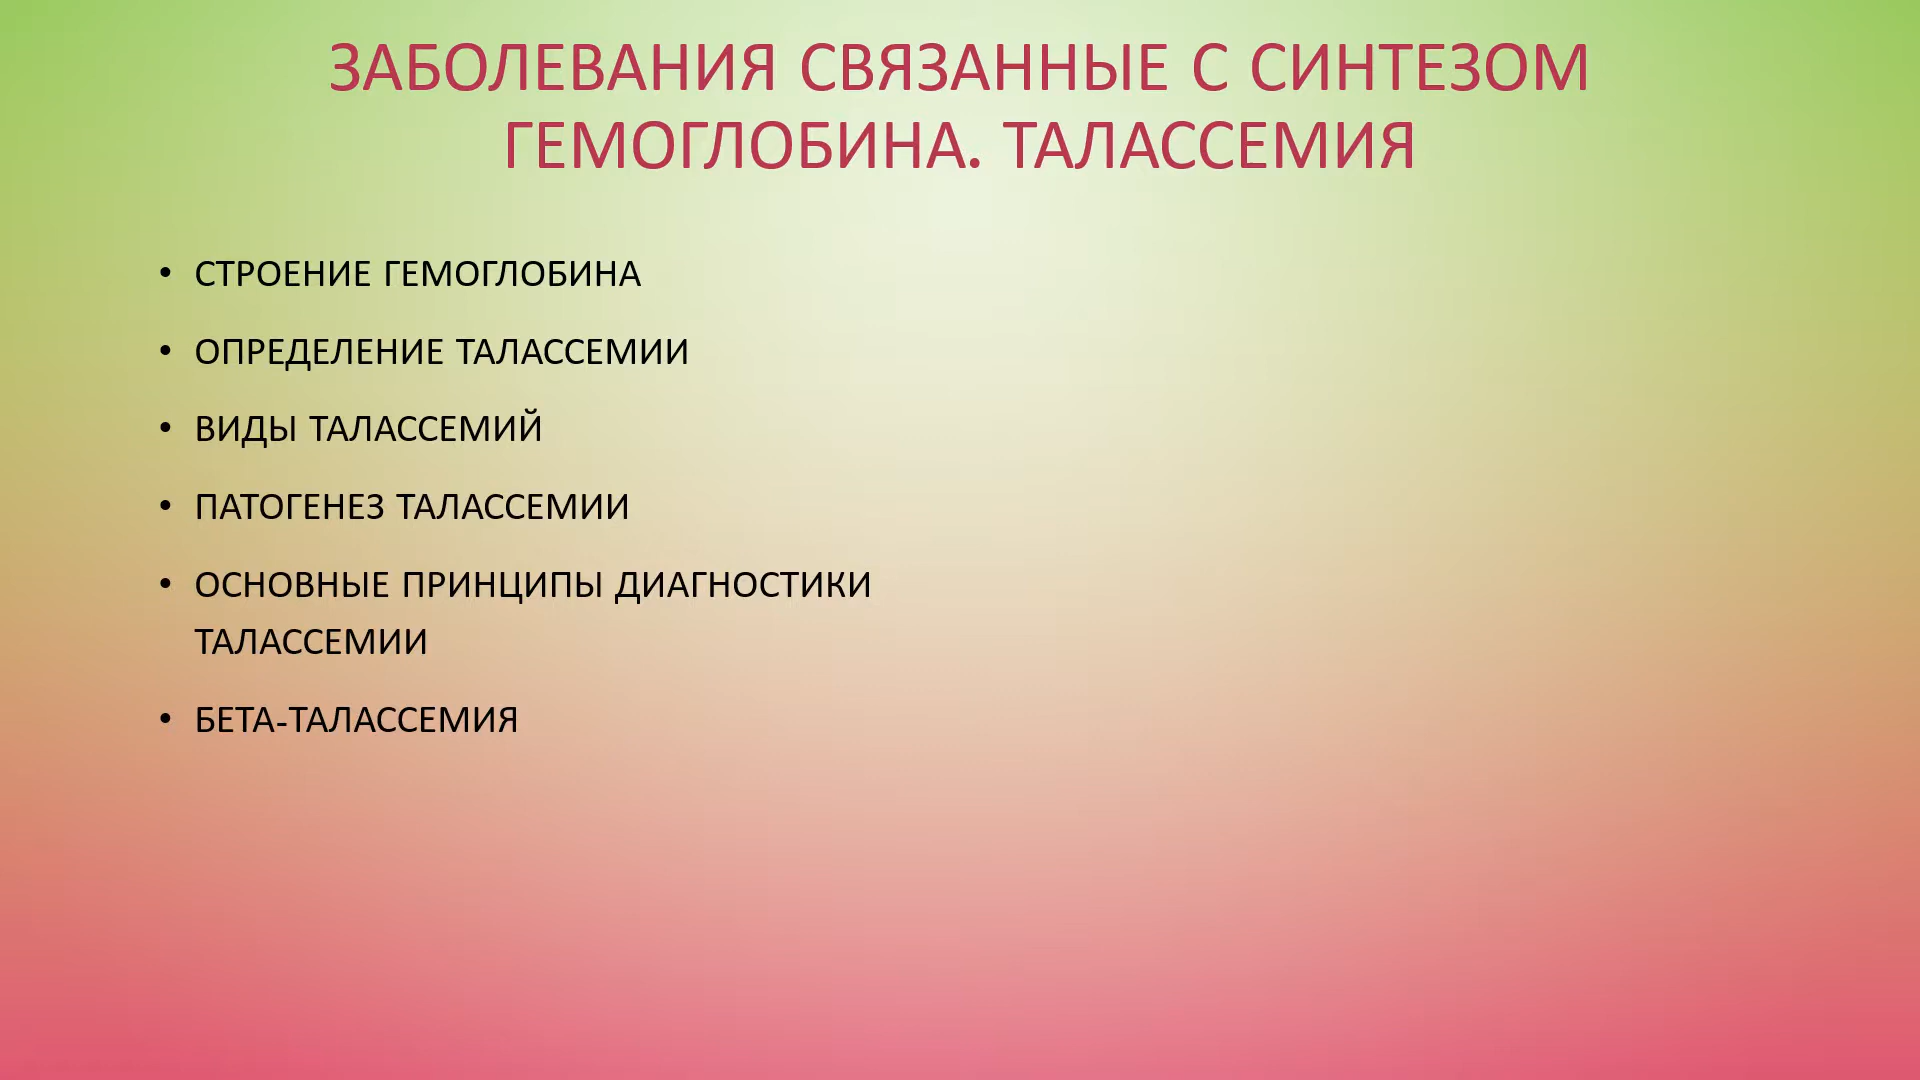 ЗАБОЛЕВАНИЯ СВЯЗАННЫЕ С СИНТЕЗОМ
ГЕМОГЛОБИНА. ТАЛАССЕМИЯ
• СТРОЕНИЕ ГЕМОГЛОБИНА
• ОПРЕДЕЛЕНИЕ ТАЛАССЕМИИ
• ВИДЫ ТАЛАССЕМИЙ
• ПАТОГЕНЕЗ ТАЛАССЕМИИ
• ОСНОВНЫЕ ПРИНЦИПЫ ДИАГНОСТИКИ
ТАЛАССЕМИИ
• БЕТА-ТАЛАССЕМИЯ